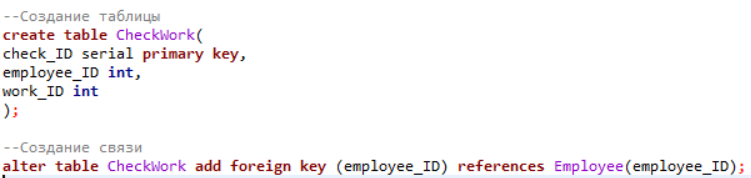 --Создание таблицы
create table CheckWork(
check_ID serial primary key,
employee_ID int,
work_ID int
);
--Создание связи
alter table CheckWork add foreign key (employee_ID) references Employee(employee_ID);